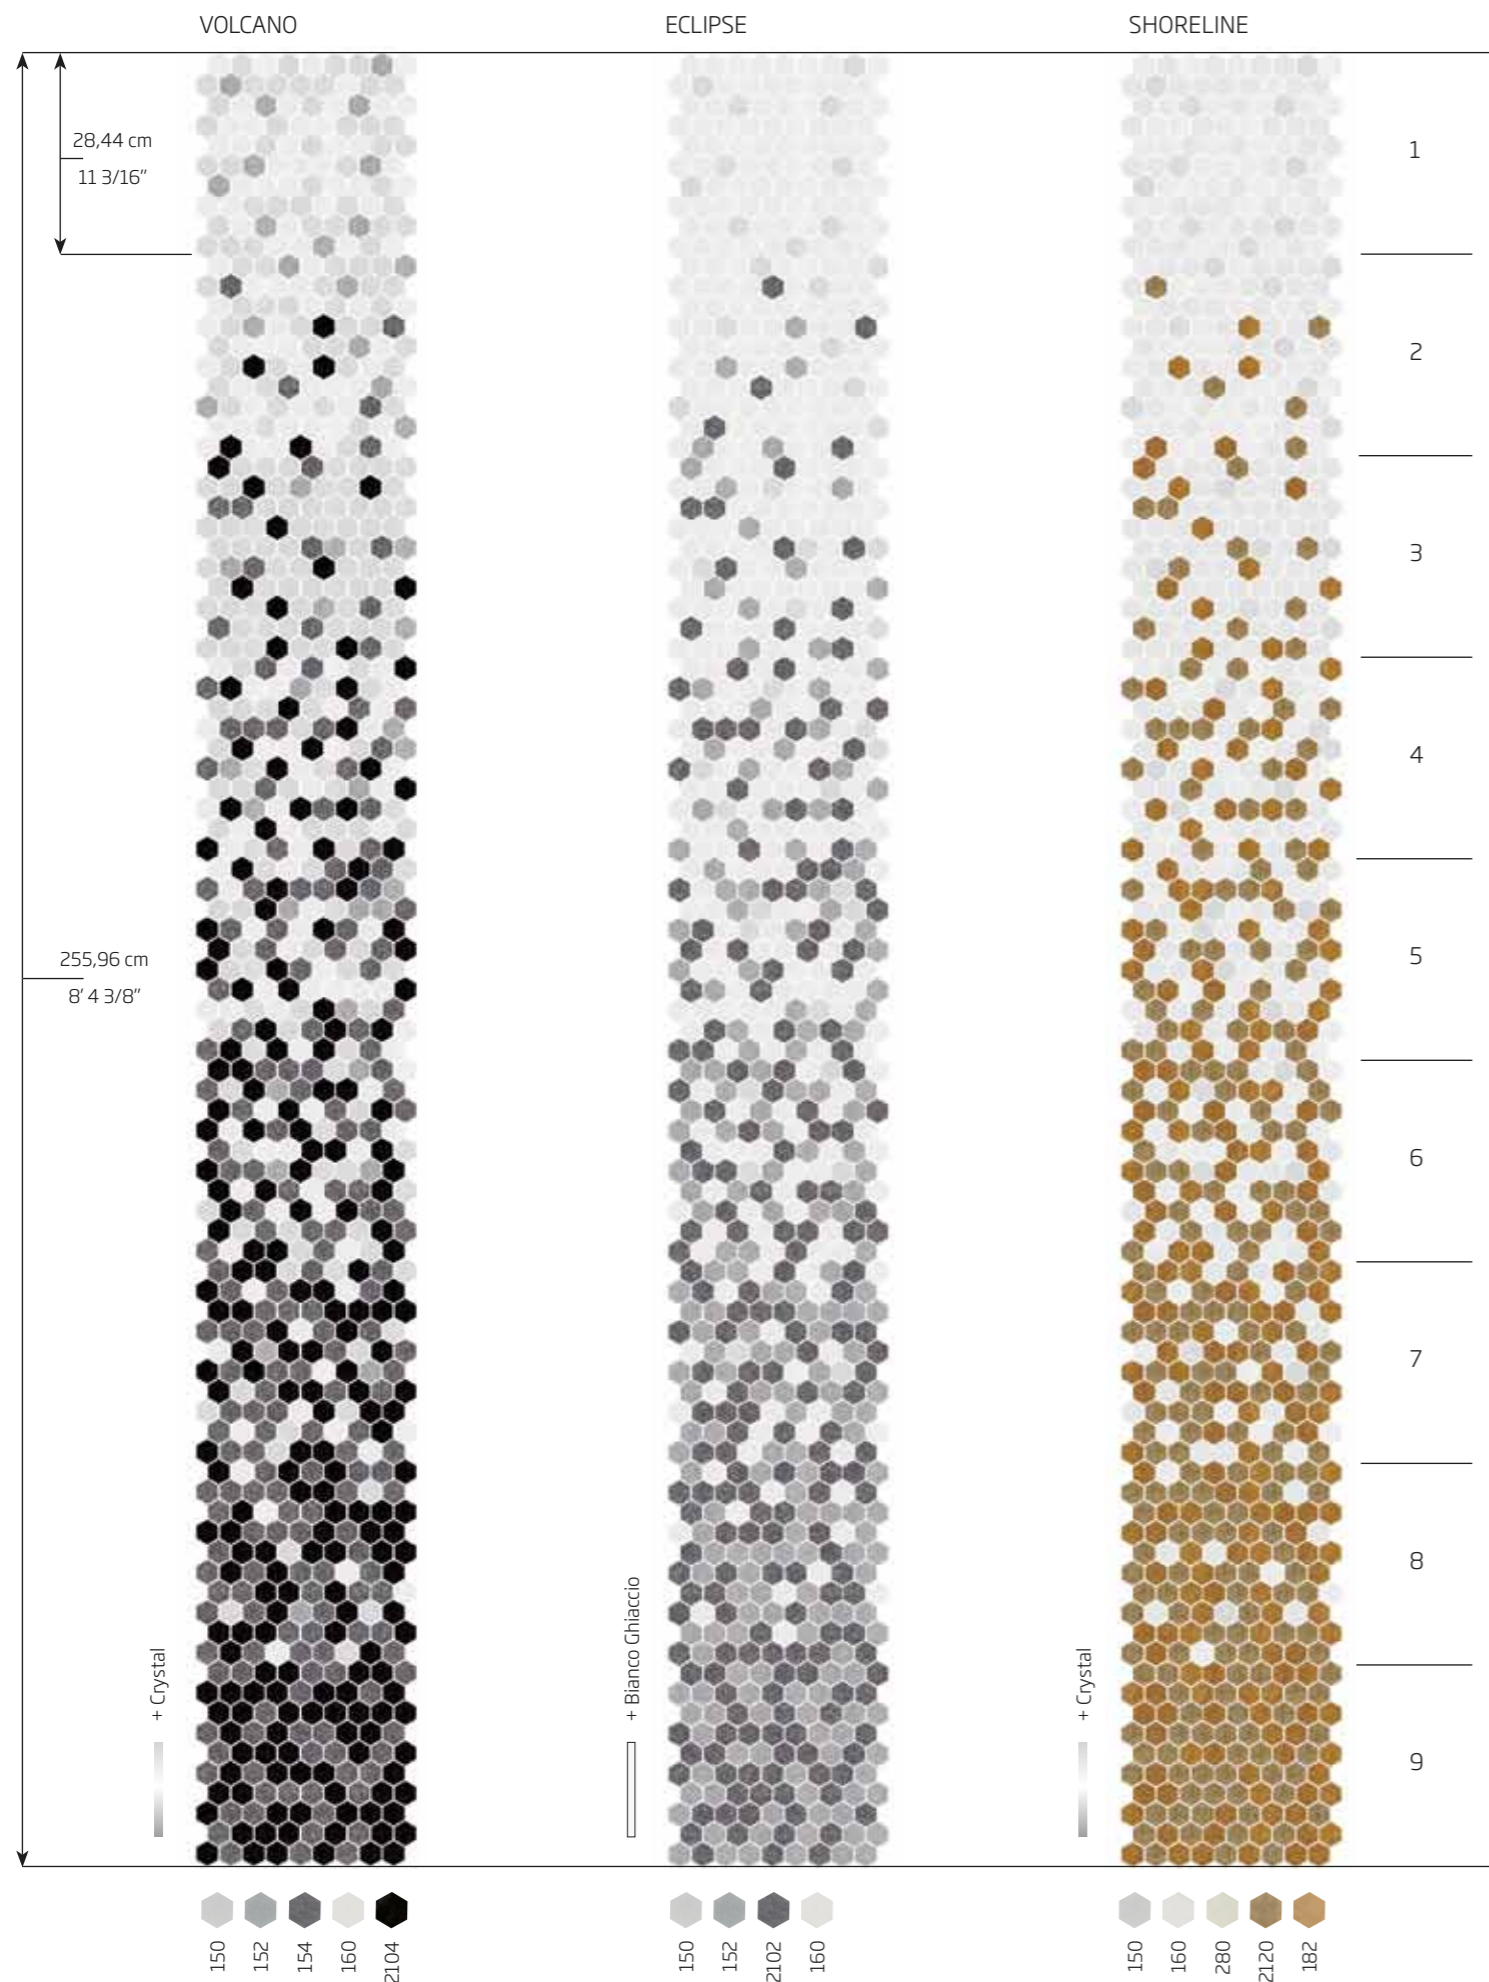 VOLCANO
ECLIPSE
SHORELINE
28,44 cm
11 3/16”
1
2
3
4
255,96 cm
8’ 4 3/8”
5
6
7
8
9
+ Crystal
+ Bianco Ghiaccio
+ Crystal
150
152
154
160
2104
150
152
2102
160
150
160
280
2120
182